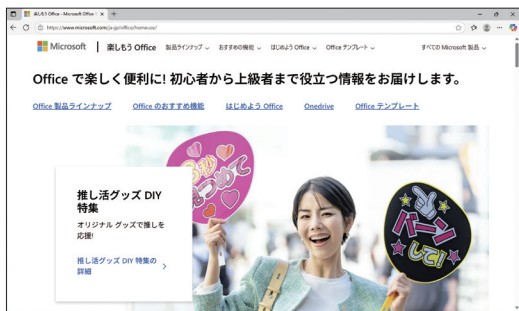 楽しもう Office - Microsoft Office
https://www.microsoft.com/ja-jp/office/homeuse/
Microsoft 楽しもう Office 製品ラインナップ おすすめの機能 はじめよう Office Office テンプレート すべての Microsoft 製品
Office で楽しく便利に! 初心者から上級者まで役立つ情報をお届けします。
Office 製品ラインナップ Office のおすすめ機能 はじめよう Office Onedrive Office テンプレート
推し活グッズ DIY
特集
オリジナル グッズで推しを
応援!
推し活グッズ DIY 特集の
詳細
秒
つめて
バーン
して!